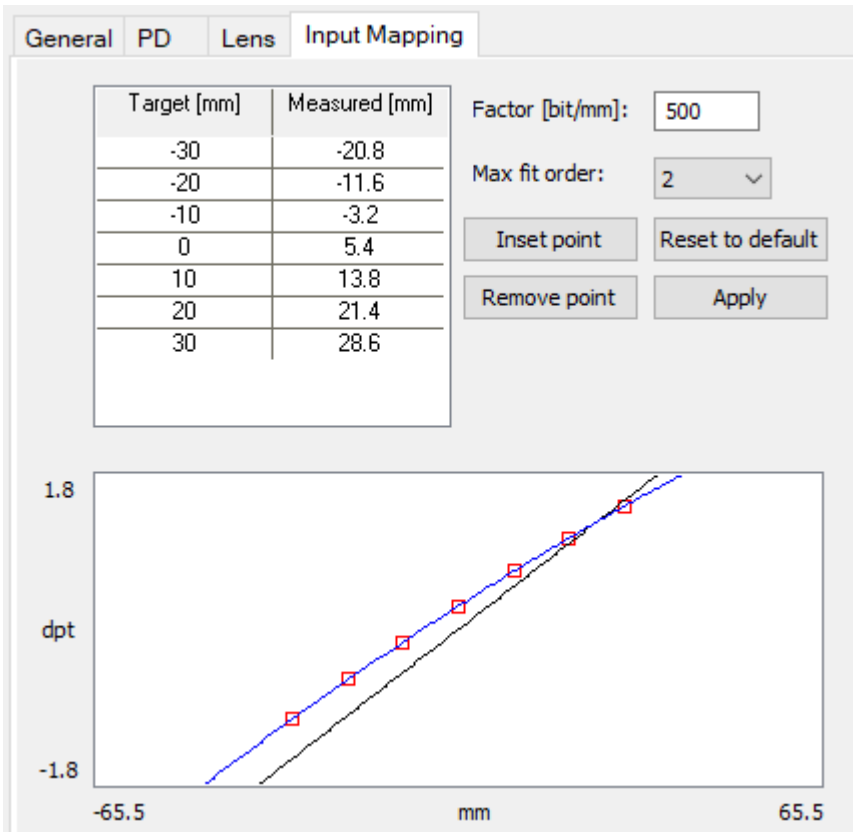 General PD Lens Input Mapping
Target [mm] Measured [mm]
-30 -20.8
-20 -11.6
-10 -3.2
0 5.4
10 13.8
20 21.4
30 28.6
Factor [bit/mm]: 500
Max fit order: 2
Inset point Reset to default
Remove point Apply
1.8
dpt
-1.8
-65.5 mm 65.5